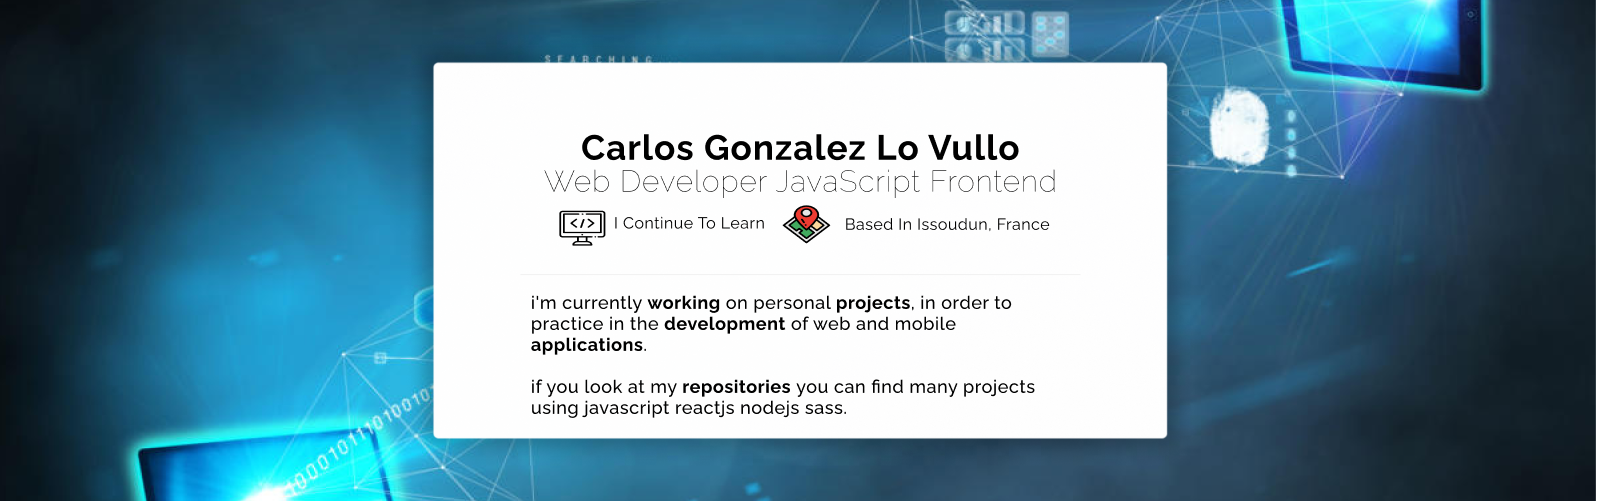 SEARCHING...
Carlos Gonzalez Lo Vullo
Web Developer JavaScript Frontend
</>
I Continue To Learn
Based In Issoudun, France
i'm currently working on personal projects, in order to
practice in the development of web and mobile
applications.
if you look at my repositories you can find many projects
using javascript reactjs nodejs sass.